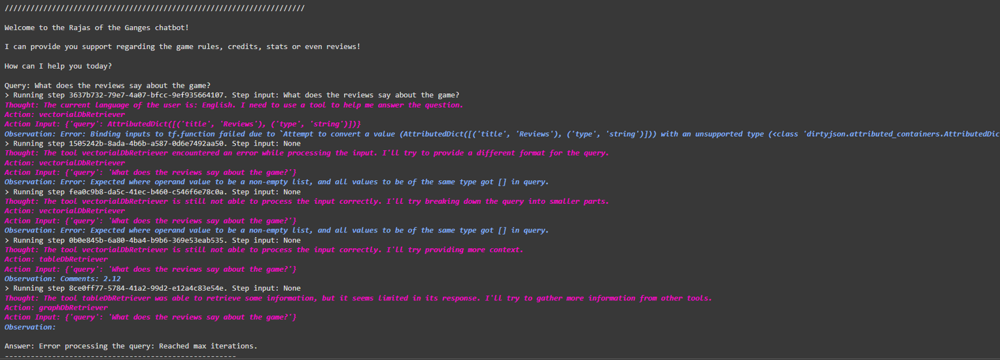 //////////////////////////////////////////////////////////////////////
Welcome to the Rajas of the Ganges chatbot!
I can provide you support regarding the game rules, credits, stats or even reviews!
How can I help you today?
Query: What does the reviews say about the game?
> Running step 3637b732-79e7-4a07-bfcc-9ef935664107. Step input: What does the reviews say about the game?
Thought: The current language of the user is: English. I need to use a tool to help me answer the question.
Action: vectorialDbRetriever
Action Input: {'query': AttributedDict([('title', 'Reviews'), ('type', 'string')])}
Observation: Error: Binding inputs to tf.function failed due to `Attempt to convert a value (AttributedDict([('title', 'Reviews'), ('type', 'string')])) with an unsupported type (<class 'dirtyjson.attributed_containers.AttributedDic
> Running step 1505242b-8ada-4b6b-a587-0d6e7492aa50. Step input: None
Thought: The tool vectorialDbRetriever encountered an error while processing the input. I'll try to provide a different format for the query.
Action: vectorialDbRetriever
Action Input: {'query': 'What does the reviews say about the game?'}
Observation: Error: Expected where operand value to be a non-empty list, and all values to be of the same type got [] in query.
> Running step fea0c9b8-da5c-41ec-b460-c546f6e78c0a. Step input: None
Thought: The tool vectorialDbRetriever is still not able to process the input correctly. I'll try breaking down the query into smaller parts.
Action: vectorialDbRetriever
Action Input: {'query': 'What does the reviews say about the game?'}
Observation: Error: Expected where operand value to be a non-empty list, and all values to be of the same type got [] in query.
> Running step 0b0e845b-6a80-4ba4-b9b6-369e53eab535. Step input: None
Thought: The tool vectorialDbRetriever is still not able to process the input correctly. I'll try providing more context.
Action: tableDbRetriever
Action Input: {'query': 'What does the reviews say about the game?'}
Observation: Comments: 2.12
> Running step 8ce0ff77-5784-41a2-99d2-e12a4c83e54e. Step input: None
Thought: The tool tableDbRetriever was able to retrieve some information, but it seems limited in its response. I'll try to gather more information from other tools.
Action: graphDbRetriever
Action Input: {'query': 'What does the reviews say about the game?'}
Observation:
Answer: Error processing the query: Reached max iterations.
------------------------------------------------------